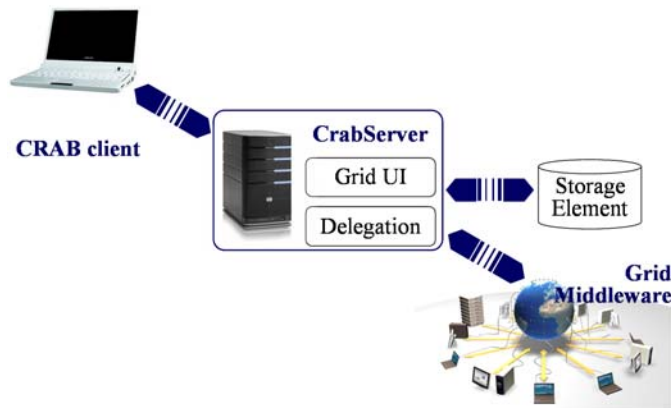 CRAB client
CrabServer
Grid UI
Delegation
Storage
Element
Grid
Middleware